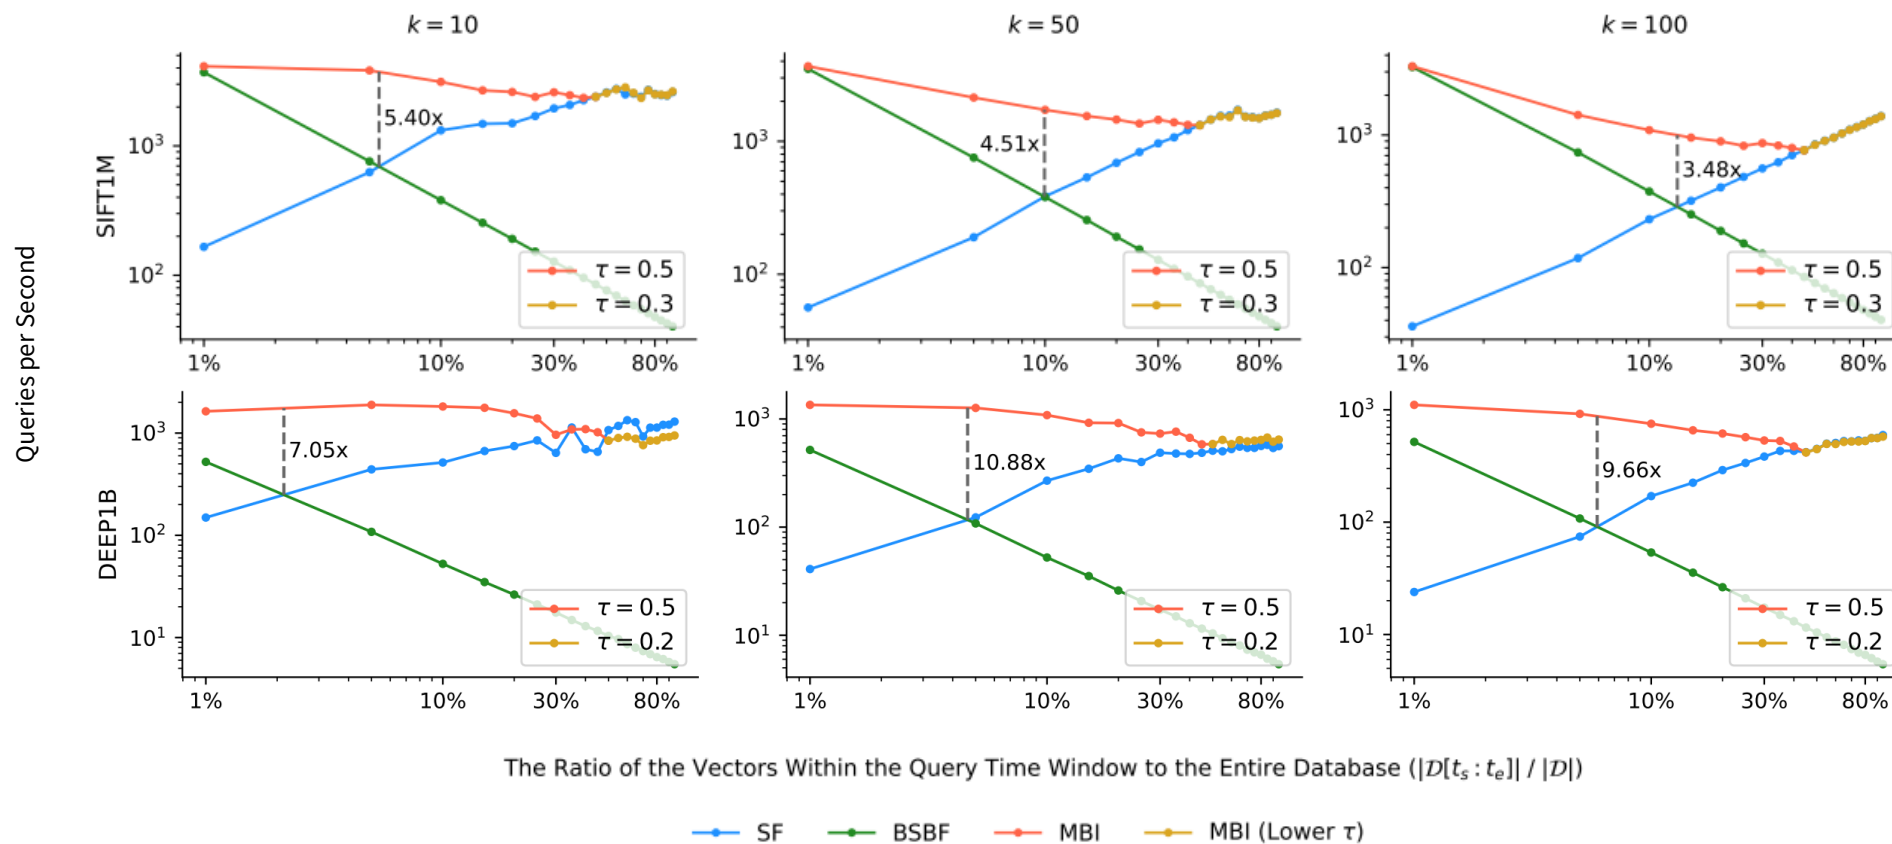 k = 10
k = 50
k = 100
Queries per Second
SIFT1M
10³
10²
5.40x
τ = 0.5
τ = 0.3
1% 10% 30% 80%
10³
10²
4.51x
τ = 0.5
τ = 0.3
1% 10% 30% 80%
10³
10²
3.48x
τ = 0.5
τ = 0.3
1% 10% 30% 80%
DEEP1B
10³
10²
10¹
7.05x
τ = 0.5
τ = 0.2
1% 10% 30% 80%
10³
10²
10¹
10.88x
τ = 0.5
τ = 0.2
1% 10% 30% 80%
10³
10²
10¹
9.66x
τ = 0.5
τ = 0.2
1% 10% 30% 80%
The Ratio of the Vectors Within the Query Time Window to the Entire Database (|𝒟[tₛ : tₑ]| / |𝒟|)
SF BSBF MBI MBI (Lower τ)